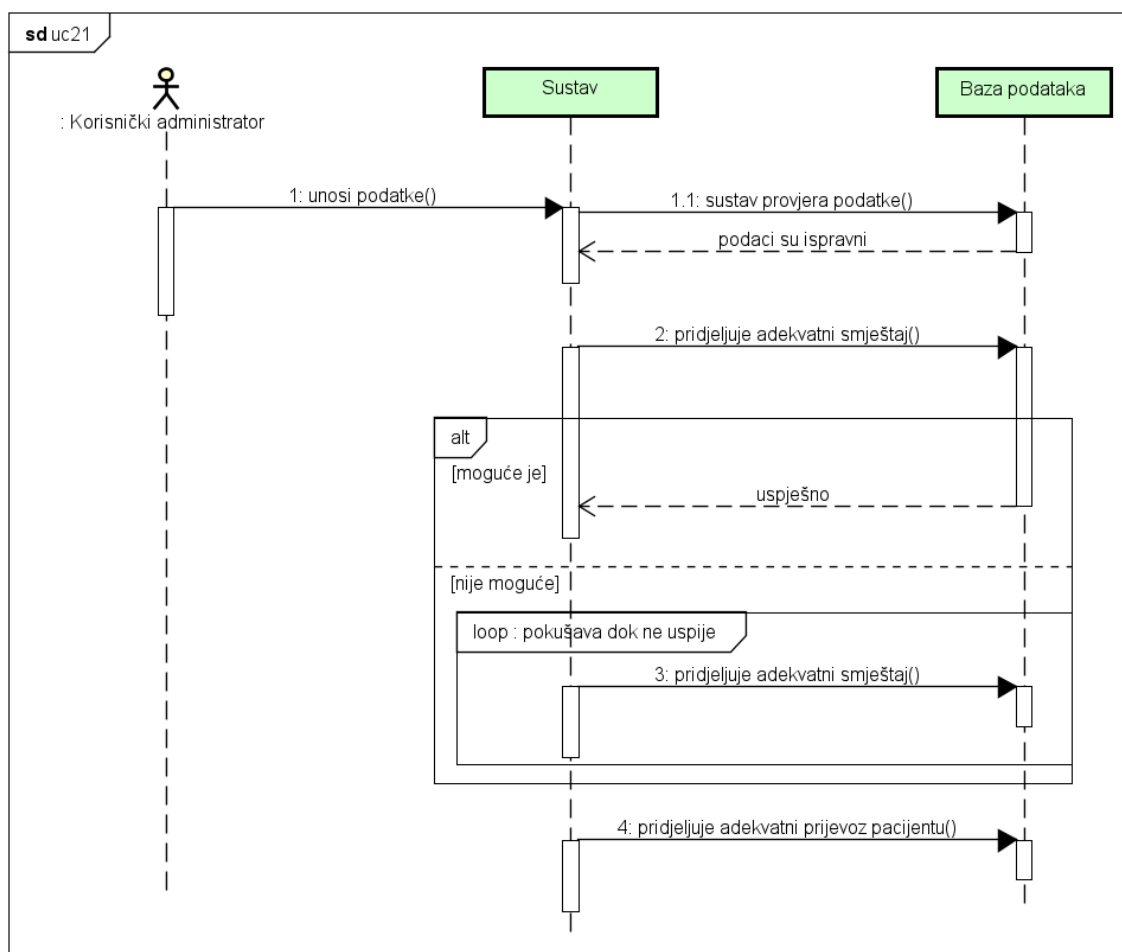 sd uc21
: Korisnički administrator
Sustav
Baza podataka
1: unosi podatke()
1.1: sustav provjera podatke()
podaci su ispravni
2: pridjeljuje adekvatni smještaj()
alt
[moguće je]
uspješno
[nije moguće]
loop : pokušava dok ne uspije
3: pridjeljuje adekvatni smještaj()
4: pridjeljuje adekvatni prijevoz pacijentu()